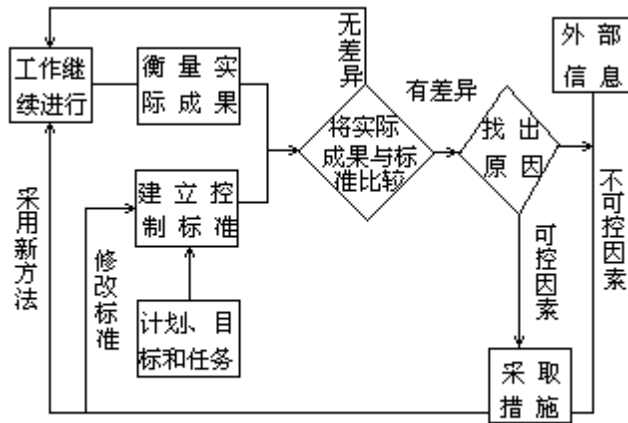 无差异
外部
信息
工作继
续进行
衡量实
际成果
有差异
将实际
成果与标
准比较
找出
原因
建立控
制标准
采用新方法
修改标准
不可控因素
可控因素
计划、目
标和任务
采取
措施